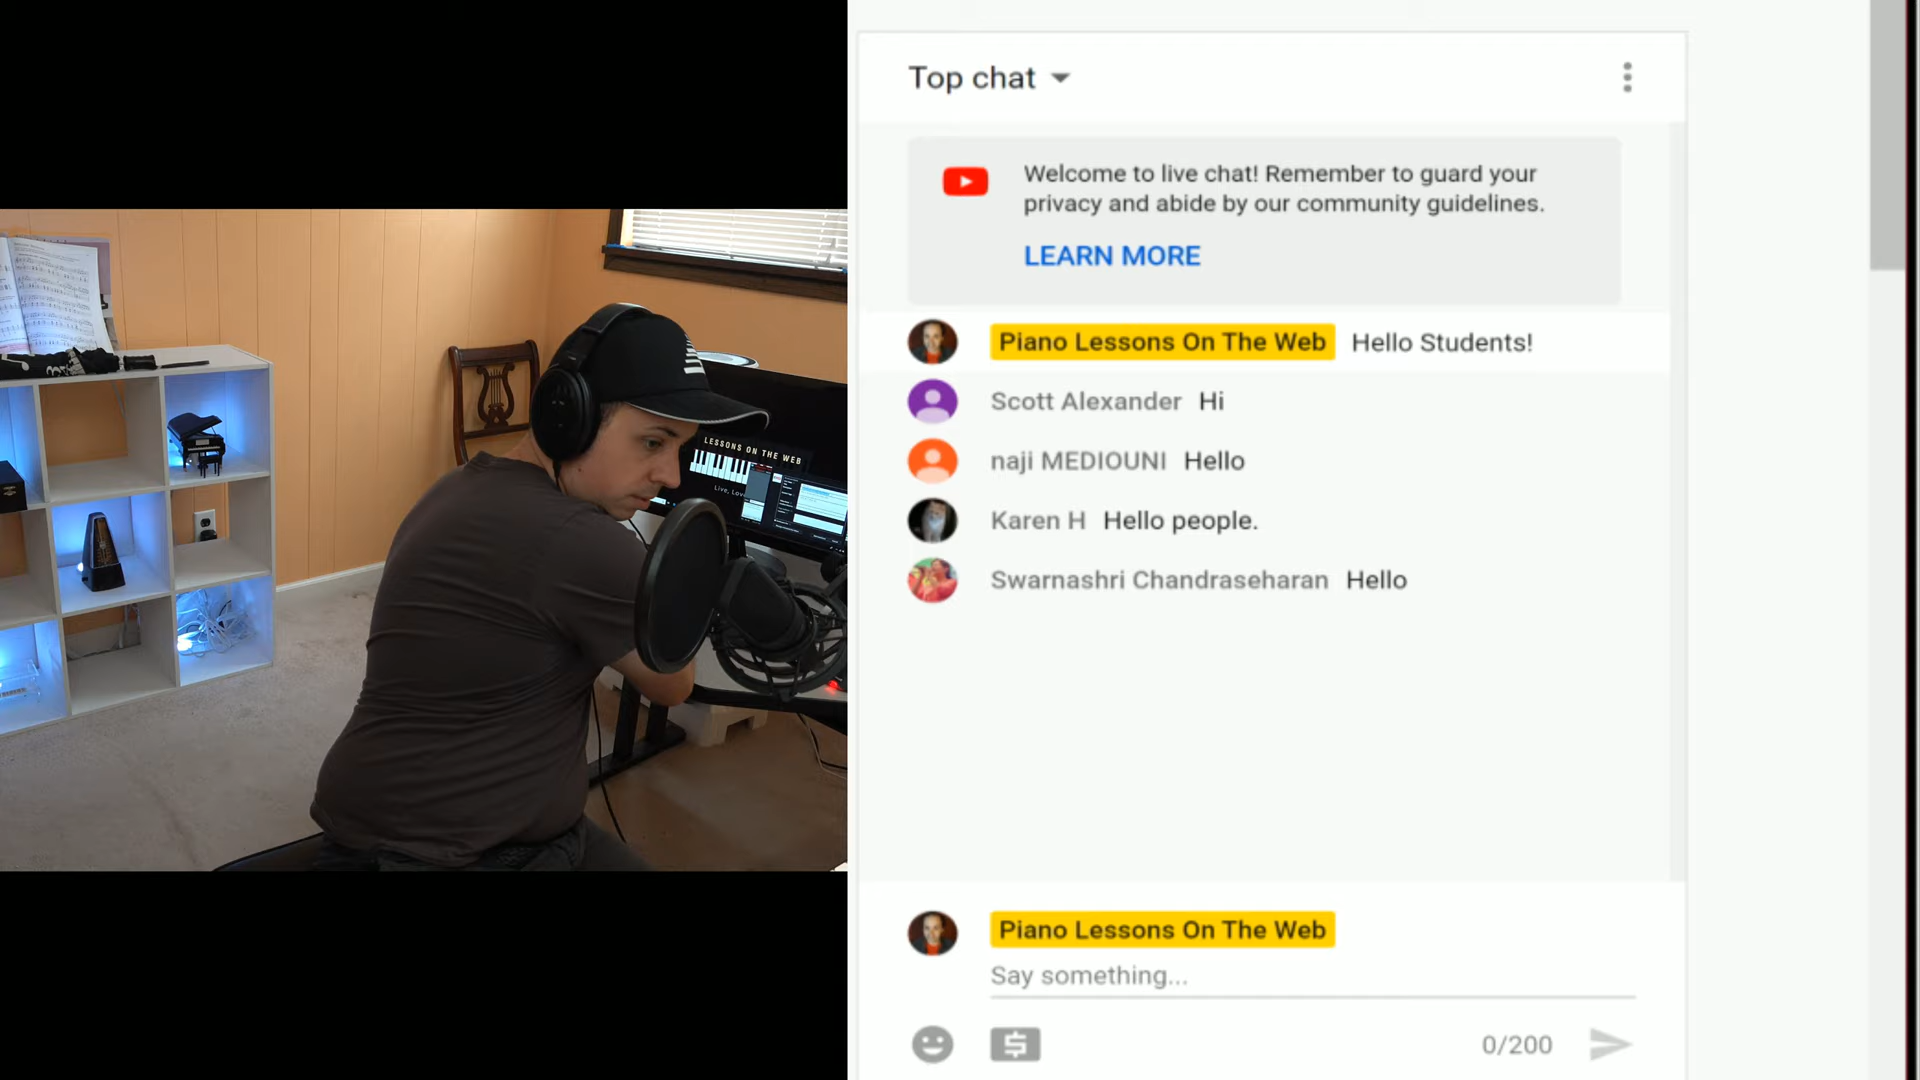 Top chat
Welcome to live chat! Remember to guard your
privacy and abide by our community guidelines.
LEARN MORE
Piano Lessons On The Web Hello Students!
Scott Alexander Hi
naji MEDIOUNI Hello
Karen H Hello people.
Swarnashri Chandraseharan Hello
LESSONS ON THE WEB
Piano Lessons On The Web
Say something...
0/200